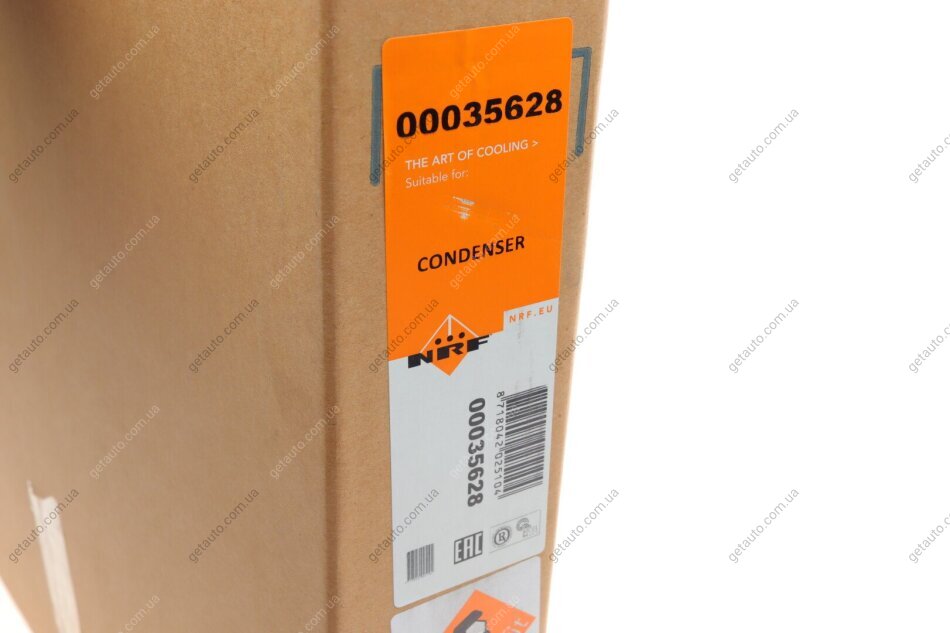 00035628
THE ART OF COOLING >
Suitable for:
CONDENSER
NRF.EU
NRF
00035628
8718042025104
EAC
getauto.com.ua